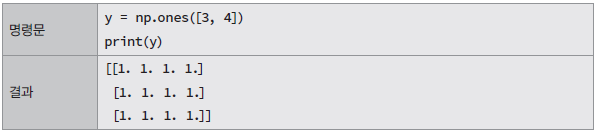 명령문
y = np.ones([3, 4])
print(y)
결과
[[1. 1. 1. 1.]
[1. 1. 1. 1.]
[1. 1. 1. 1.]]